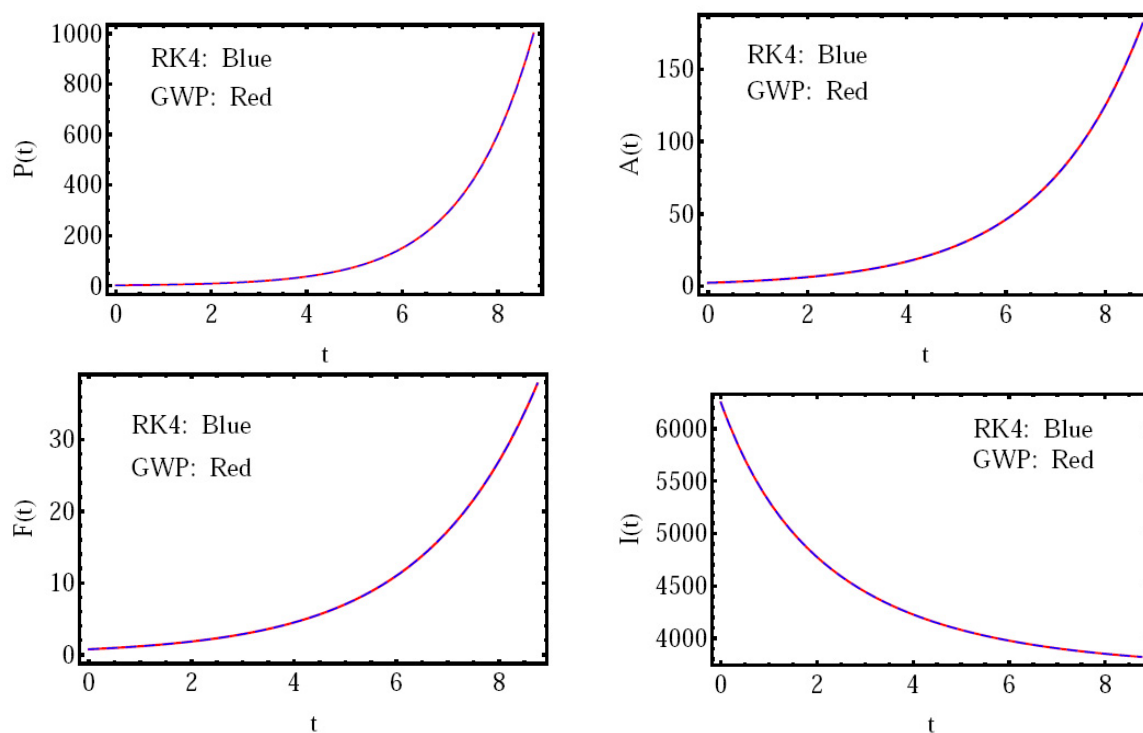 1000
800
600
400
200
0
P(t)
RK4: Blue
GWP: Red
0 2 4 6 8
t
150
100
50
0
A(t)
RK4: Blue
GWP: Red
0 2 4 6 8
t
30
20
10
0
F(t)
RK4: Blue
GWP: Red
0 2 4 6 8
t
6000
5500
5000
4500
4000
I(t)
RK4: Blue
GWP: Red
0 2 4 6 8
t